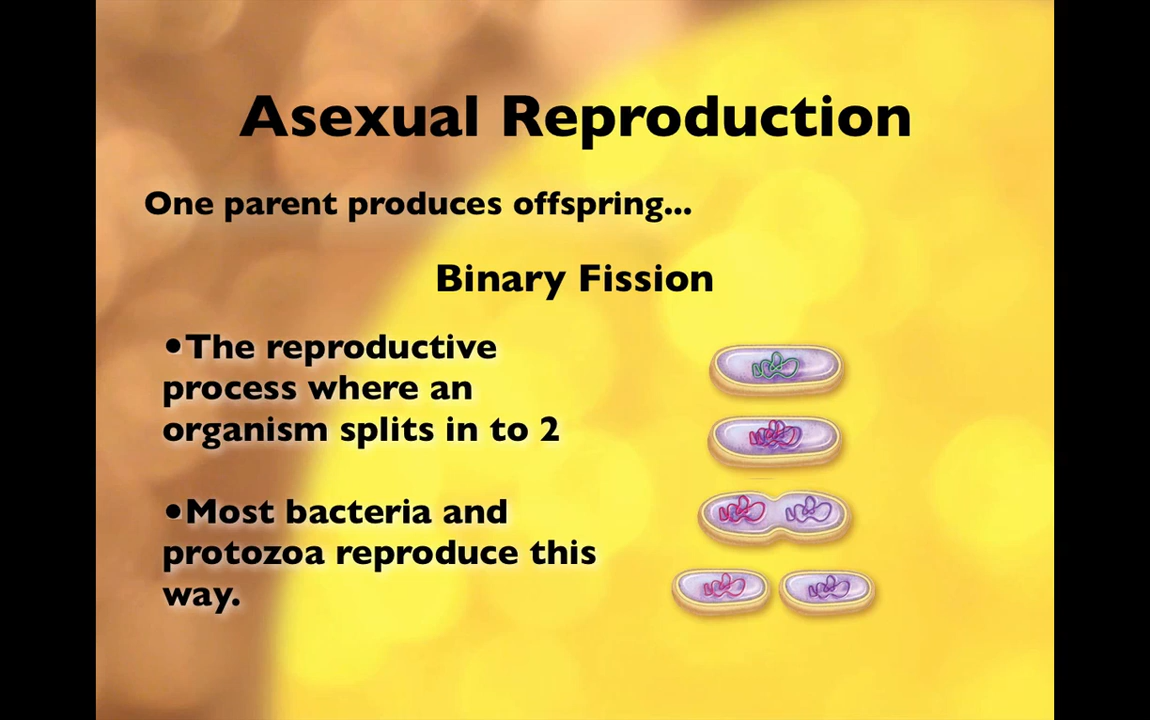 Asexual Reproduction
One parent produces offspring...
Binary Fission
•The reproductive
process where an
organism splits in to 2
•Most bacteria and
protozoa reproduce this
way.